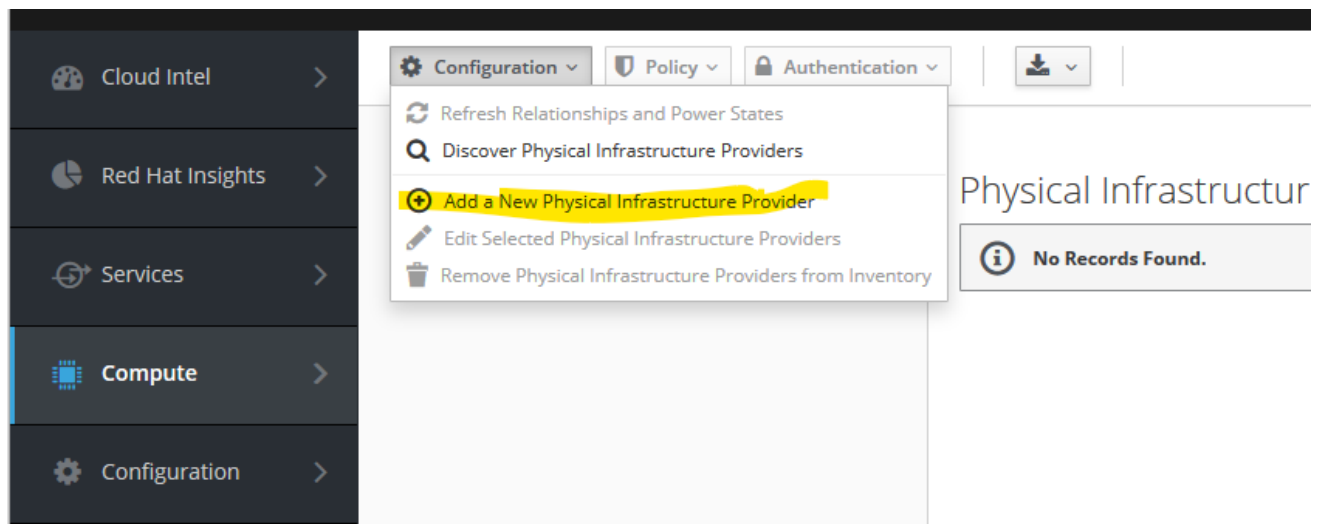 Cloud Intel
Red Hat Insights
Services
Compute
Configuration
Configuration Policy Authentication
Refresh Relationships and Power States
Discover Physical Infrastructure Providers
Add a New Physical Infrastructure Provider
Edit Selected Physical Infrastructure Providers
Remove Physical Infrastructure Providers from Inventory
Physical Infrastructur
No Records Found.